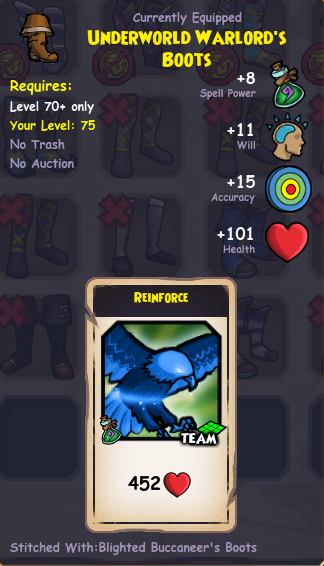 Currently Equipped
Underworld Warlord's
Boots
Requires:
Level 70+ only
Your Level: 75
No Trash
No Auction
+8
Spell Power
+11
Will
+15
Accuracy
+101
Health
Reinforce
TEAM
452
Stitched With:Blighted Buccaneer's Boots